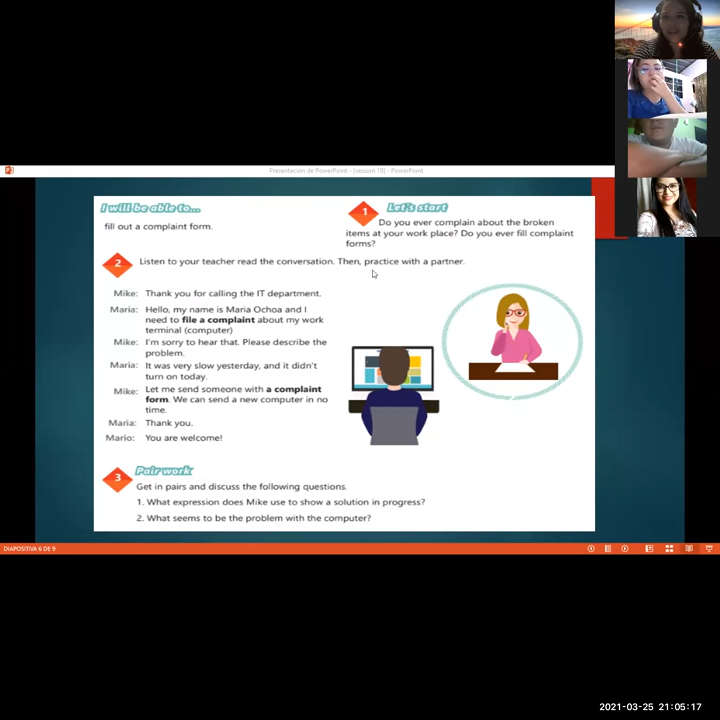 Presentación de PowerPoint - [session 19] - PowerPoint
I will be able to...
fill out a complaint form.
1
Let's start
Do you ever complain about the broken
items at your work place? Do you ever fill complaint
forms?
2
Listen to your teacher read the conversation. Then, practice with a partner.
Mike: Thank you for calling the IT department.
Maria: Hello, my name is Maria Ochoa and I
need to file a complaint about my work
terminal (computer)
Mike: I'm sorry to hear that. Please describe the
problem.
Maria: It was very slow yesterday, and it didn't
turn on today.
Mike: Let me send someone with a complaint
form. We can send a new computer in no
time.
Maria: Thank you.
Mario: You are welcome!
3
Pair work
Get in pairs and discuss the following questions.
1. What expression does Mike use to show a solution in progress?
2. What seems to be the problem with the computer?
DIAPOSITIVA 6 DE 9
2021-03-25 21:05:17